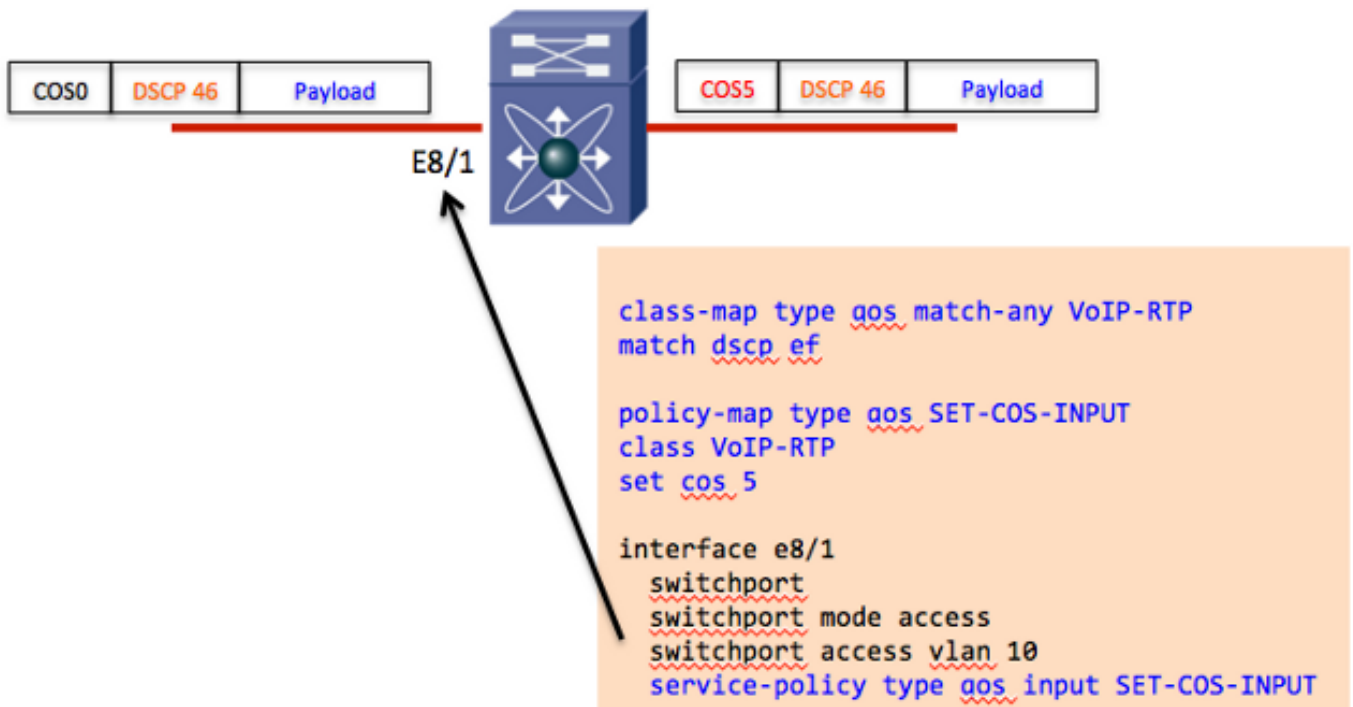 COS0 DSCP 46 Payload
COS5 DSCP 46 Payload
E8/1
class-map type qos match-any VoIP-RTP
match dscp ef
policy-map type qos SET-COS-INPUT
class VoIP-RTP
set cos 5
interface e8/1
switchport
switchport mode access
switchport access vlan 10
service-policy type qos input SET-COS-INPUT